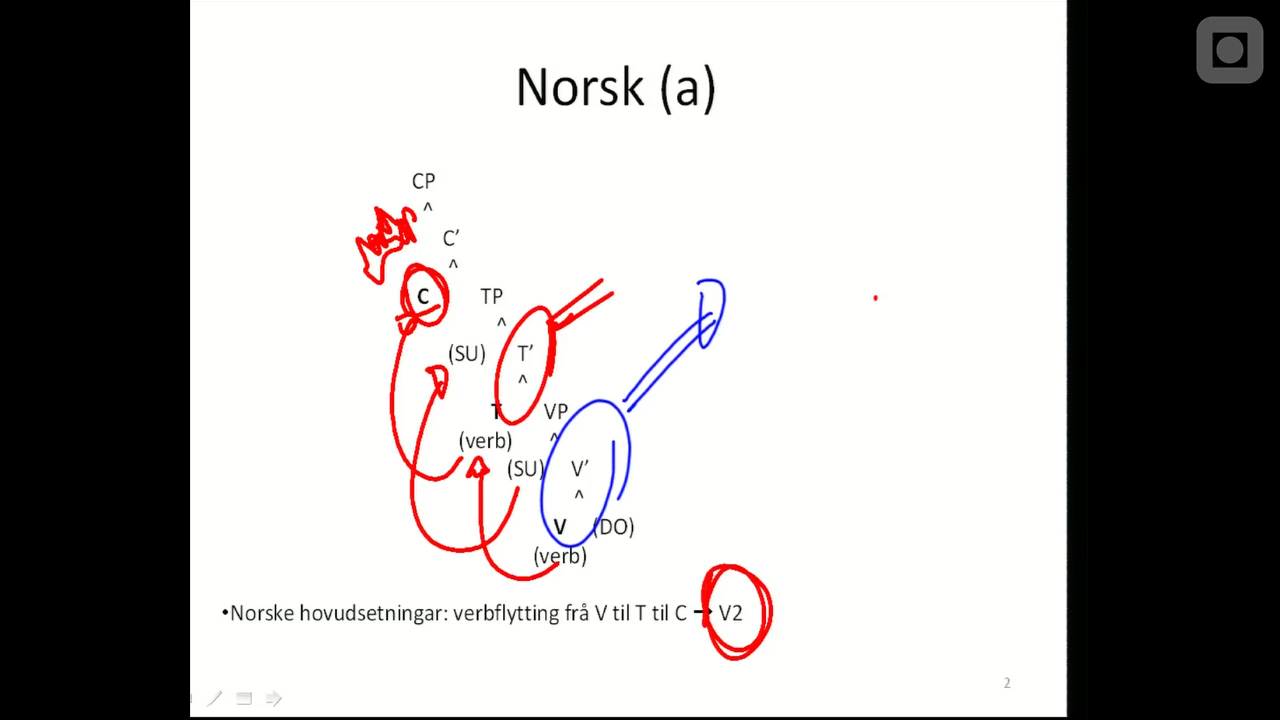 Norsk (a)
CP
^
C’
^
C TP
^
(SU) T’
^
T VP
(verb) ^
(SU) V’
^
V (DO)
(verb)
•Norske hovudsetningar: verbflytting frå V til T til C → V2
2